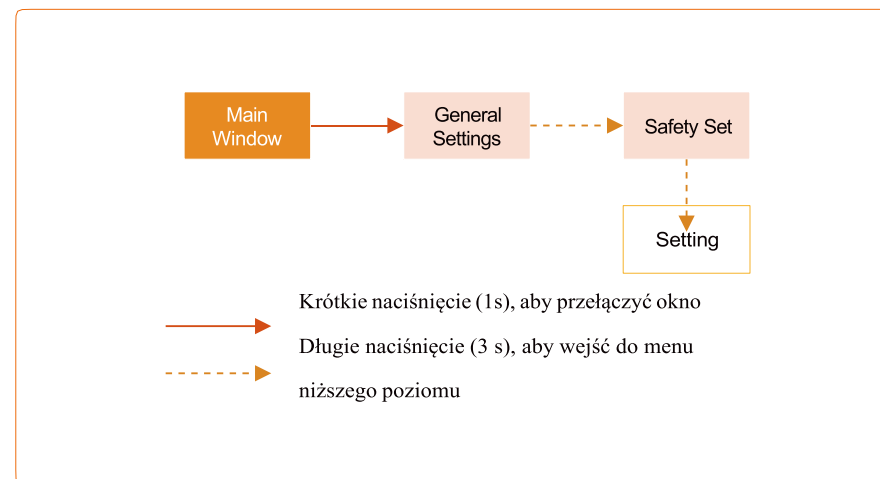 Main
Window
General
Settings
Safety Set
Setting
Krótkie naciśnięcie (1s), aby przełączyć okno
Długie naciśnięcie (3 s), aby wejść do menu
niższego poziomu